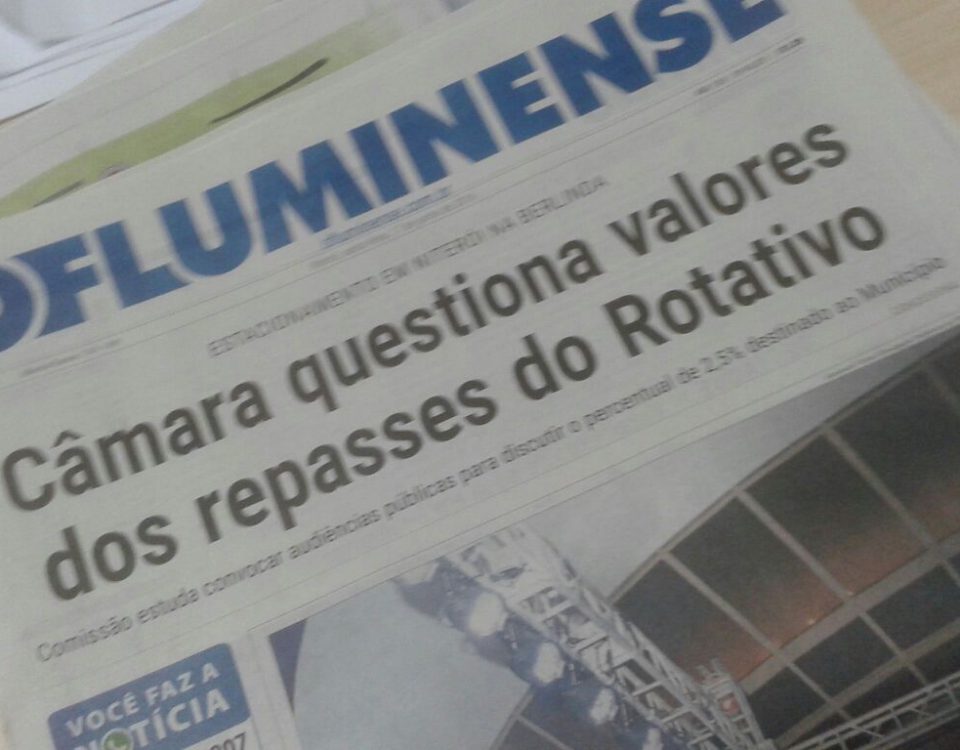 O FLUMINENSE
ESTACIONAMENTO EM NITERÓI NA BERLINDA
Câmara questiona valores
dos repasses do Rotativo
Comissão estuda convocar audiências públicas para discutir o percentual de 2,5% destinado ao Município
VOCÊ FAZ A
NOTÍCIA